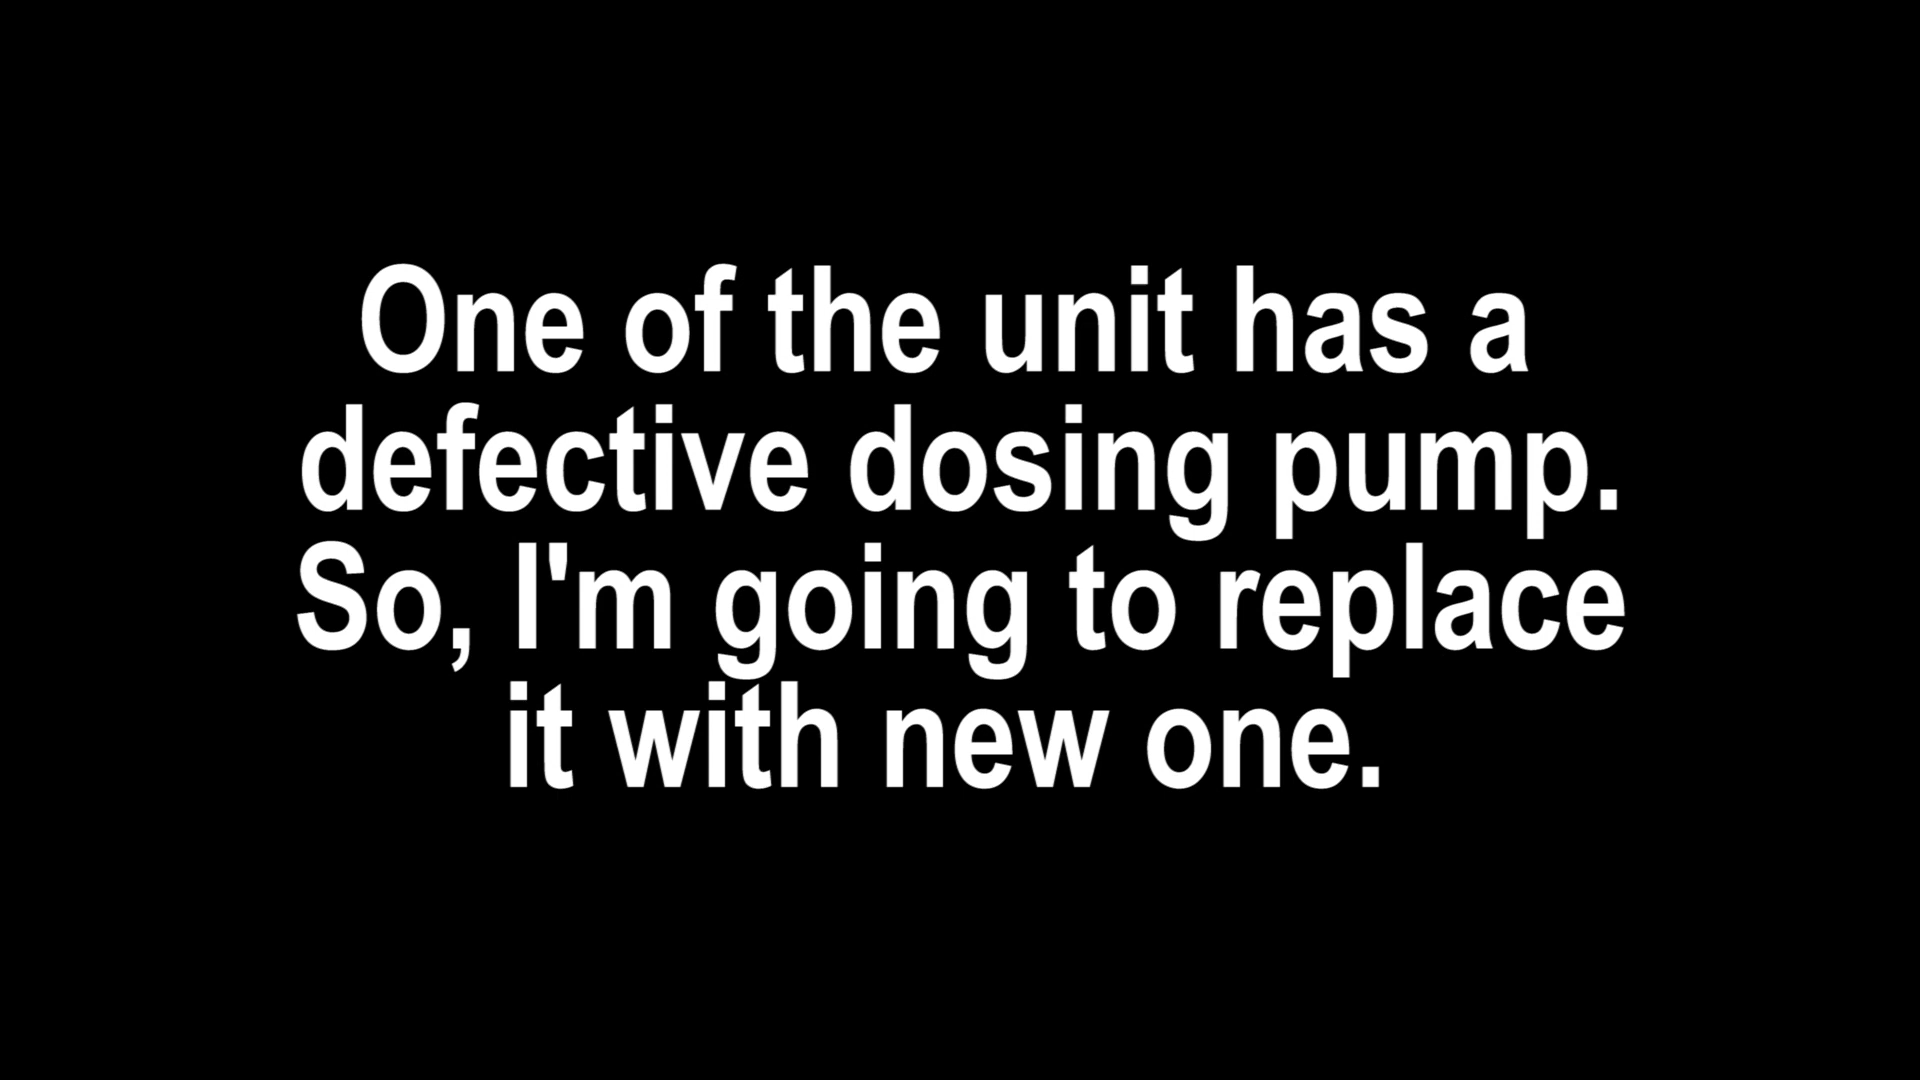 One of the unit has a
defective dosing pump.
So, I'm going to replace
it with new one.